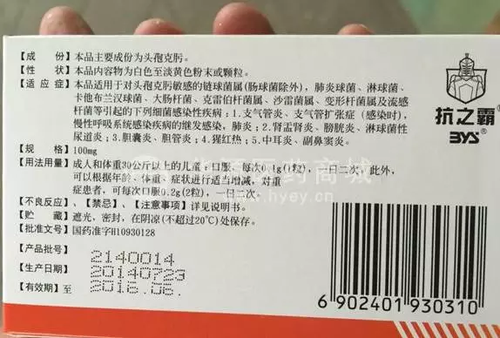 【成　　份】本品主要成份为头孢克肟。
【性　　状】本品内容物为白色至淡黄色粉末或颗粒。
【适 应 症】本品适用于对头孢克肟敏感的链球菌属(肠球菌除外)，肺炎球菌、淋球菌、
卡他布兰汉球菌、大肠杆菌、克雷伯杆菌属、沙雷菌属、变形杆菌属及流感
杆菌等引起的下列细菌感染性疾病：1.支气管炎、支气管扩张症（感染时），
慢性呼吸系统感染疾病的继发感染，肺炎；2.肾盂肾炎、膀胱炎、淋球菌性
尿道炎；3.胆囊炎、胆管炎；4.猩红热；5.中耳炎、副鼻窦炎。
【规　　格】100mg
【用法用量】成人和体重30公斤以上的儿童：口服，每次0.1g(1粒)，一日二次，此外，
可以根据年龄、体重、症状进行适当增减，对重
症患者，可每次口服0.2g(2粒)，一日二次。
【不良反应】、【禁忌】、【注意事项】详见说明书。
【贮　　藏】遮光，密封，在阴凉(不超过20℃)处保存。
【批准文号】国药准字H10930128
【产品批号】 2140014
【生产日期】 20140723
【有效期】至 2016.06.
抗之霸
3YS®
药商城
www.hyey.cn
6 902401 930310